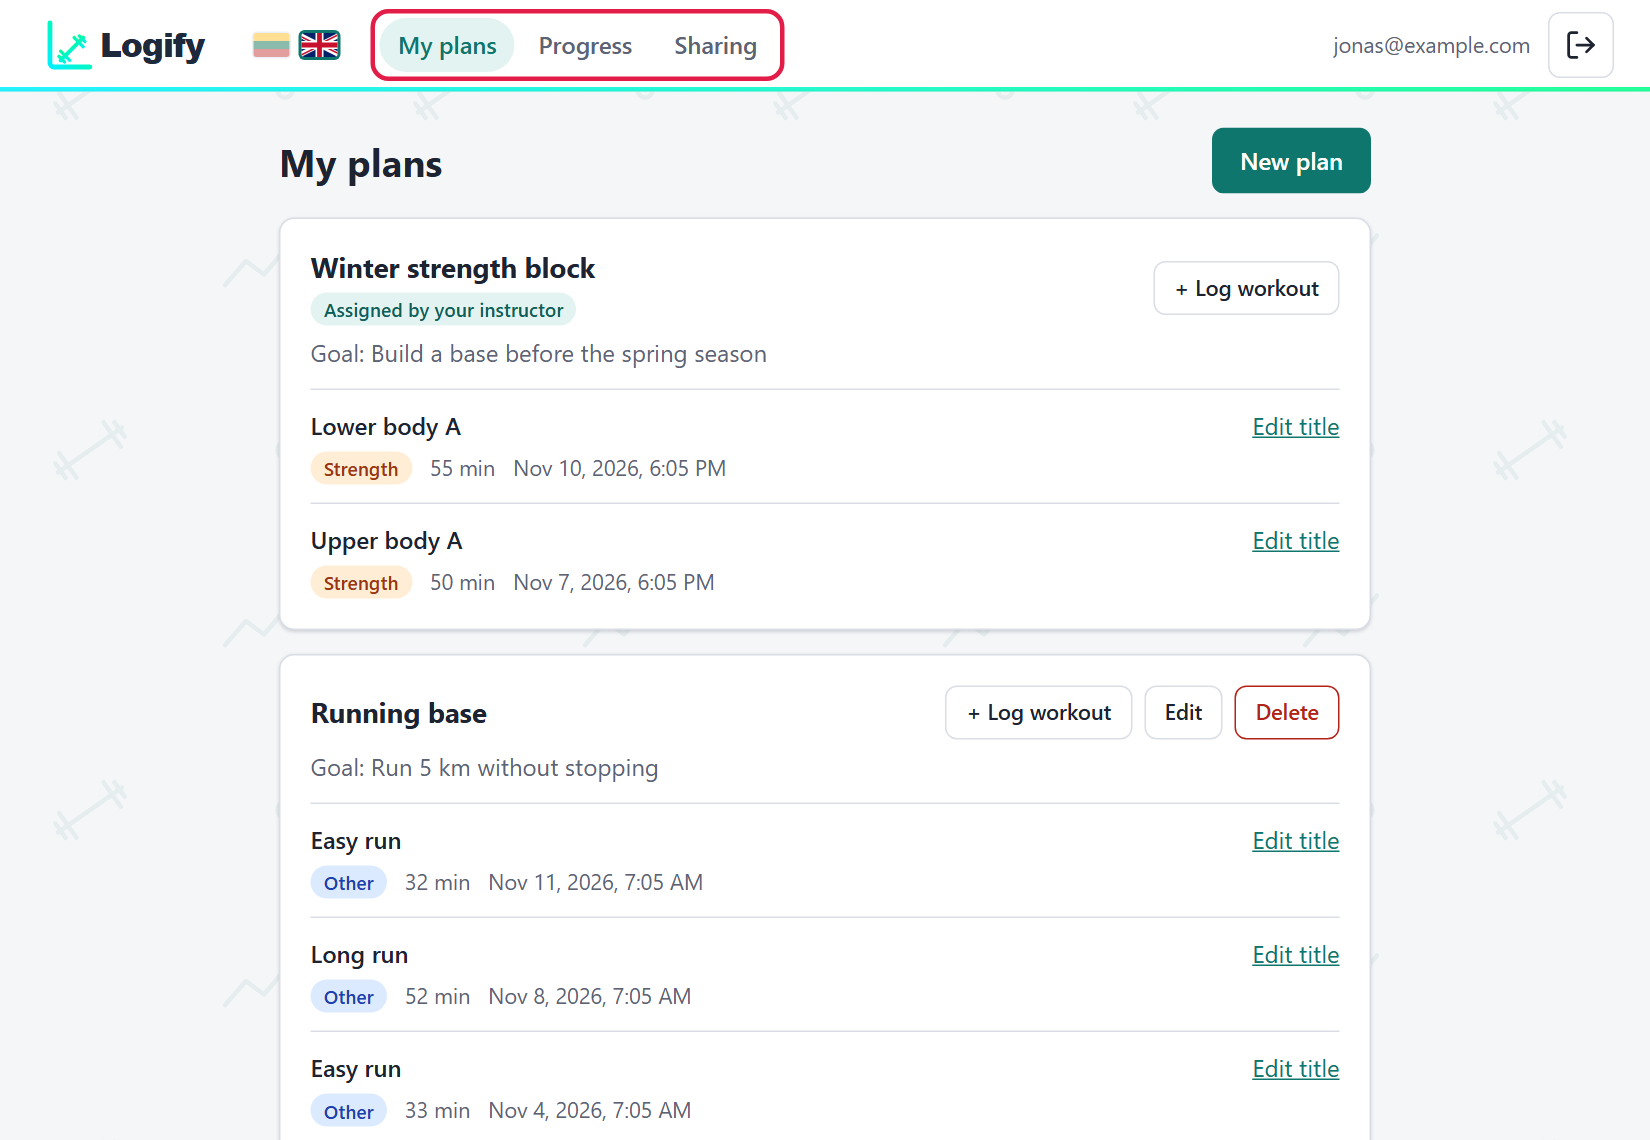 Logify
My plans
Progress
Sharing
jonas@example.com
My plans
New plan
Winter strength block
+ Log workout
Assigned by your instructor
Goal: Build a base before the spring season
Lower body A
Edit title
Strength 55 min Nov 10, 2026, 6:05 PM
Upper body A
Edit title
Strength 50 min Nov 7, 2026, 6:05 PM
Running base
+ Log workout
Edit
Delete
Goal: Run 5 km without stopping
Easy run
Edit title
Other 32 min Nov 11, 2026, 7:05 AM
Long run
Edit title
Other 52 min Nov 8, 2026, 7:05 AM
Easy run
Edit title
Other 33 min Nov 4, 2026, 7:05 AM